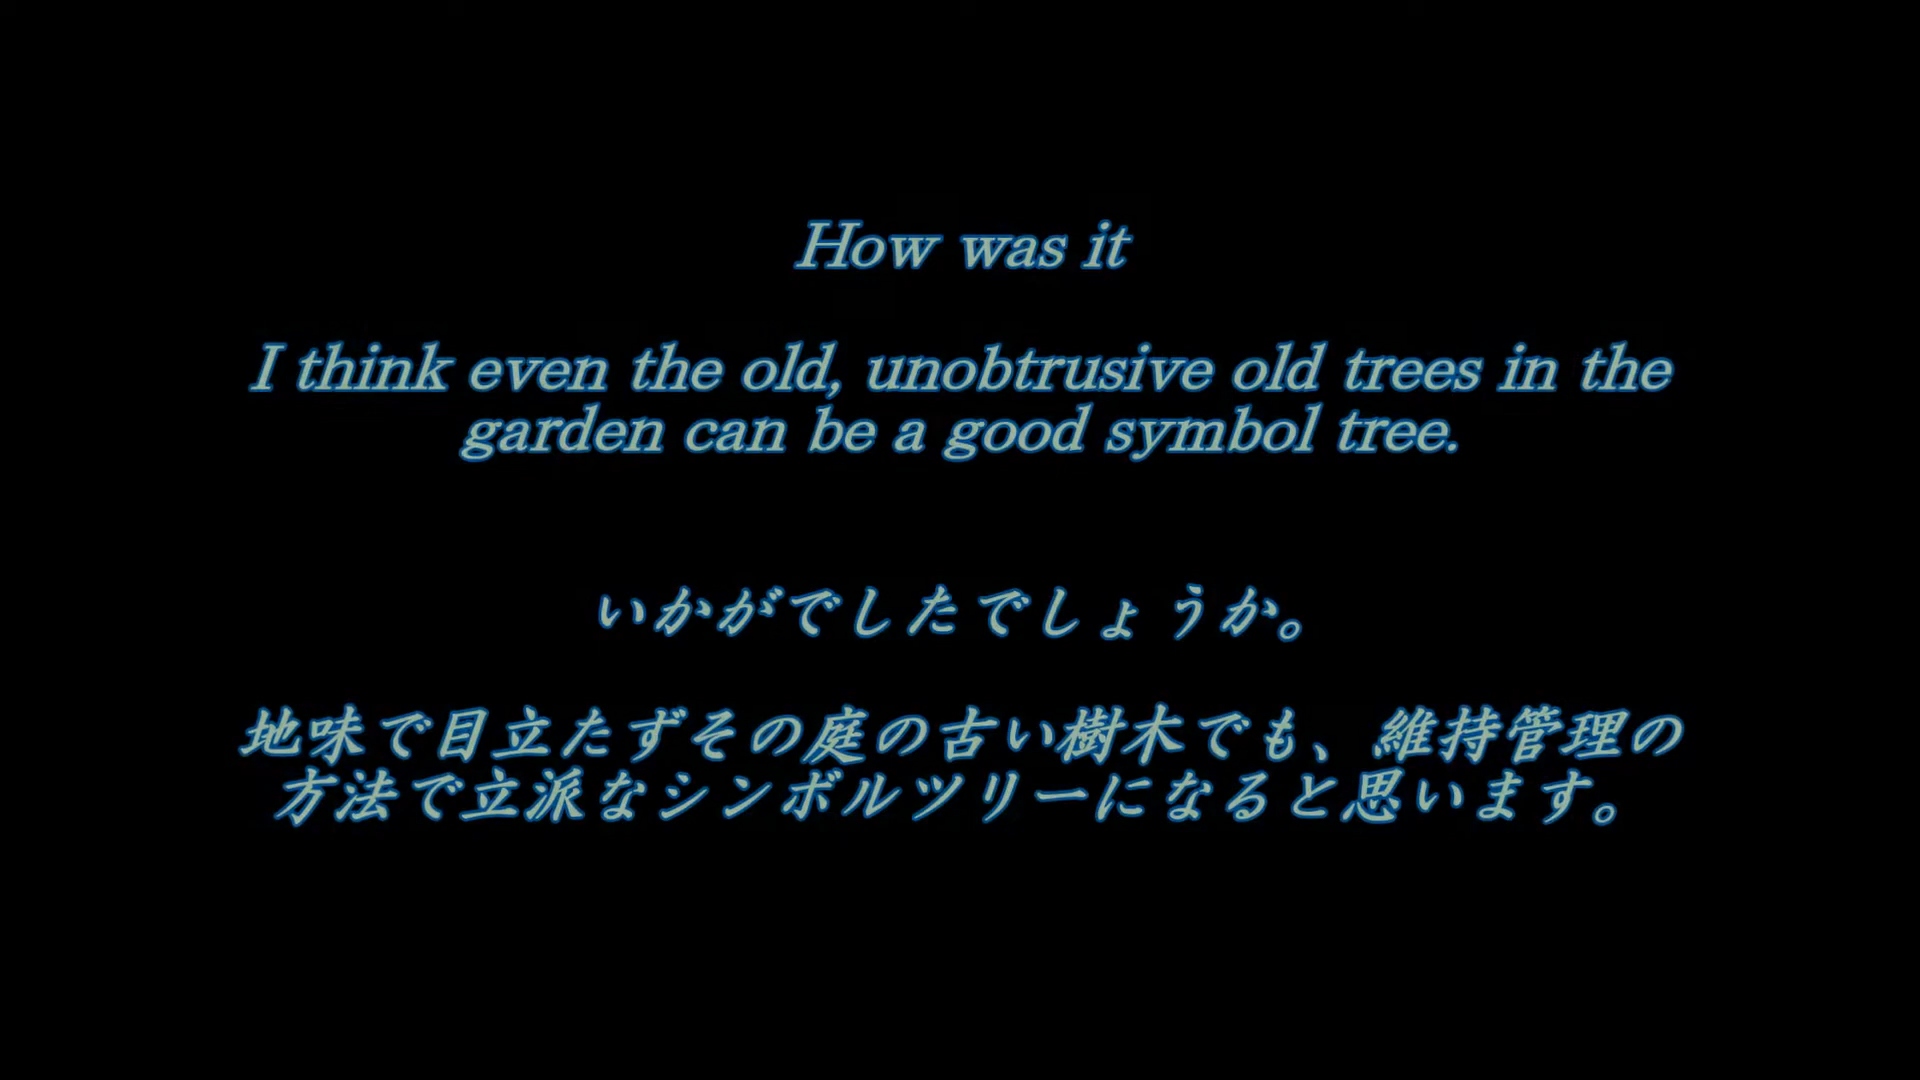 How was it
I think even the old, unobtrusive old trees in the
garden can be a good symbol tree.
いかがでしたでしょうか。
地味で目立たずその庭の古い樹木でも、維持管理の
方法で立派なシンボルツリーになると思います。